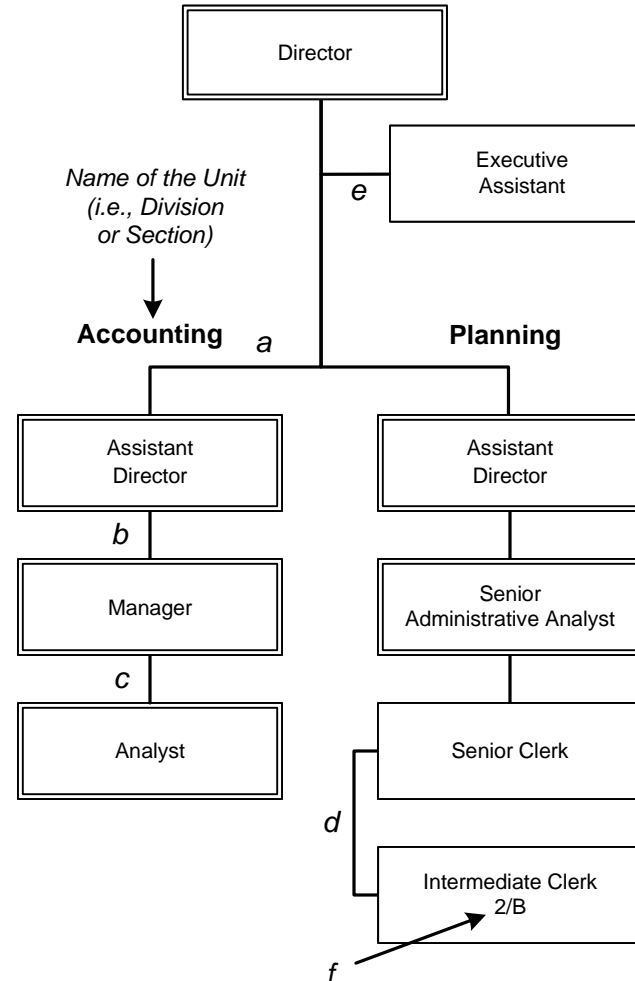 Director
Executive
Assistant
e
Name of the Unit
(i.e., Division
or Section)
Accounting
a
Planning
Assistant
Director
Assistant
Director
b
Manager
Senior
Administrative Analyst
c
Analyst
Senior Clerk
d
Intermediate Clerk
2/B
f